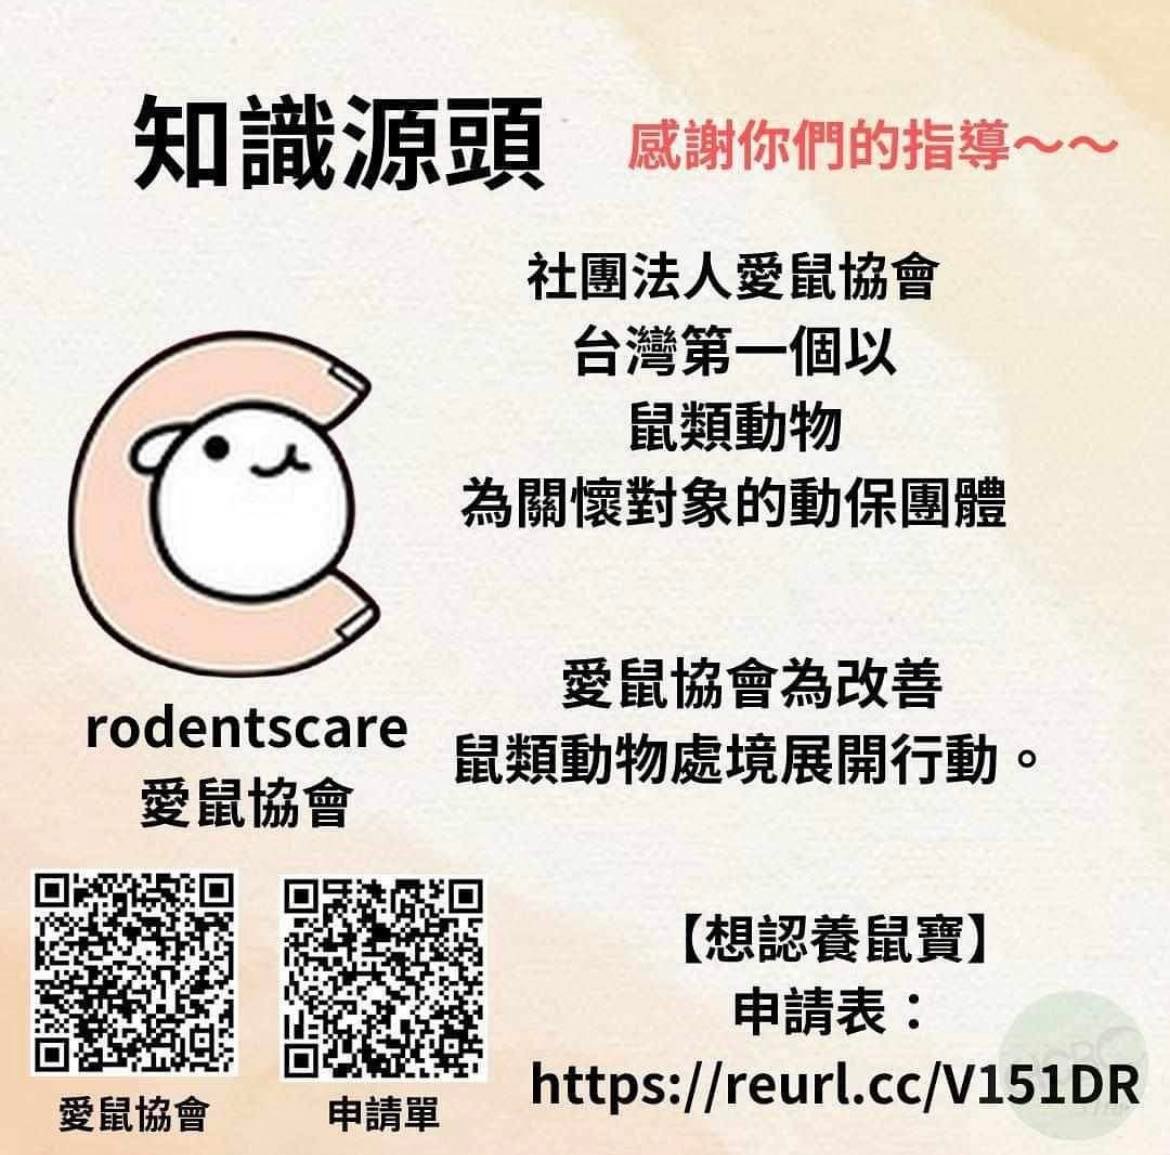 知識源頭
感謝你們的指導～～
社團法人愛鼠協會
台灣第一個以
鼠類動物
為關懷對象的動保團體
愛鼠協會為改善
鼠類動物處境展開行動。
rodentscare
愛鼠協會
愛鼠協會
申請單
【想認養鼠寶】
申請表：
https://reurl.cc/V151DR